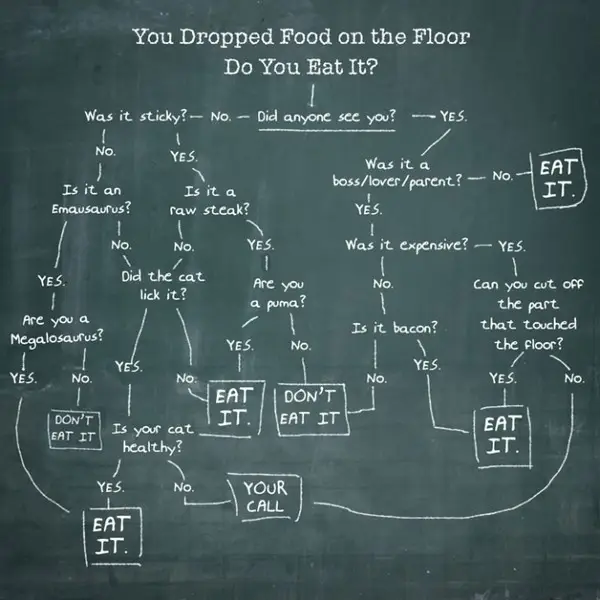 You Dropped Food on the Floor
Do You Eat It?
Was it sticky? No. Did anyone see you? YES.
No. YES.
Was it a
boss/lover/parent? No. EAT
IT.
Is it an
Emausaurus?
Is it a
raw steak?
YES.
No. No. YES.
Was it expensive? YES.
YES.
Did the cat
lick it?
Are you
a puma?
No.
Can you cut off
the part
that touched
the floor?
Are you a
Megalosaurus?
Is it bacon?
YES. No. YES. No. YES. No. No. YES. YES. No.
DON'T
EAT IT
EAT
IT.
DON'T
EAT IT
EAT
IT.
Is your cat
healthy?
YES. No.
YOUR
CALL
EAT
IT.